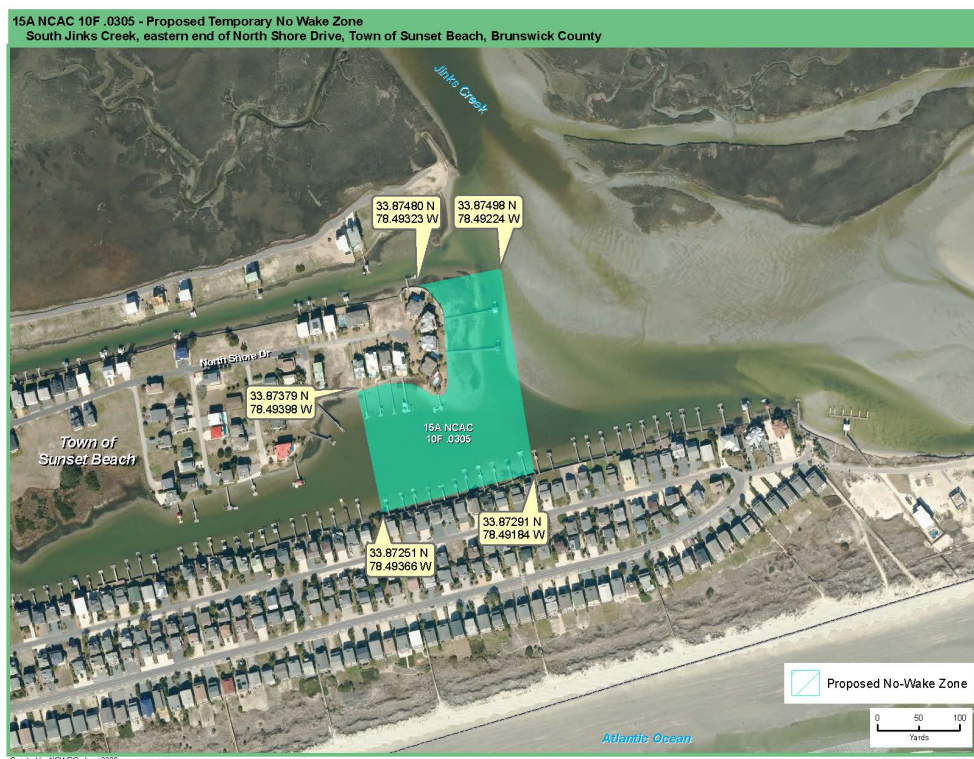 15A NCAC 10F .0305 - Proposed Temporary No Wake Zone
South Jinks Creek, eastern end of North Shore Drive, Town of Sunset Beach, Brunswick County
Jinks Creek
33.87480 N
78.49323 W
33.87498 N
78.49224 W
North Shore Dr
33.87379 N
78.49398 W
15A NCAC
10F .0305
Town of
Sunset Beach
33.87291 N
78.49184 W
33.87251 N
78.49366 W
Proposed No-Wake Zone
0 50 100
Yards
Atlantic Ocean